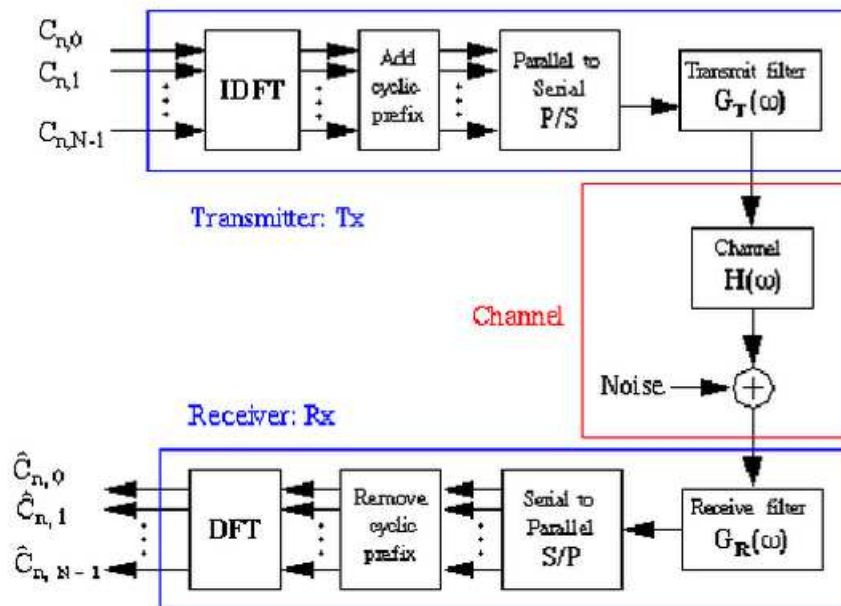 C_{n,0}
C_{n,1}
C_{n,N-1}
IDFT
Add
cyclic
prefix
Parallel to
Serial
P/S
Transmit filter
G_T(ω)
Transmitter: Tx
Channel
H(ω)
Channel
Noise
+
Receiver: Rx
Ĉ_{n,0}
Ĉ_{n,1}
Ĉ_{n,N-1}
DFT
Remove
cyclic
prefix
Serial to
Parallel
S/P
Receive filter
G_R(ω)